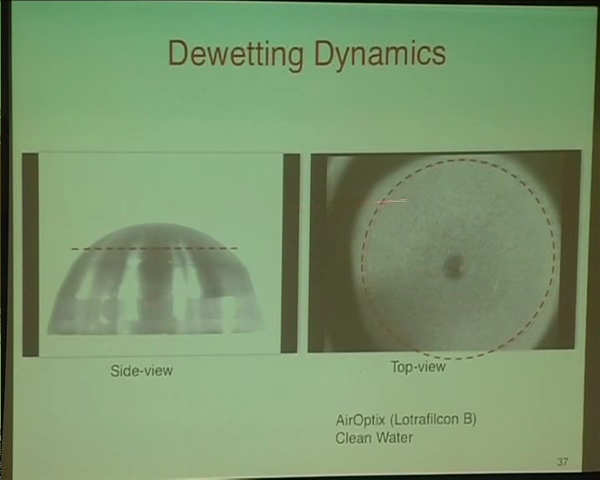 Dewetting Dynamics
Side-view
Top-view
AirOptix (Lotrafilcon B)
Clean Water
37